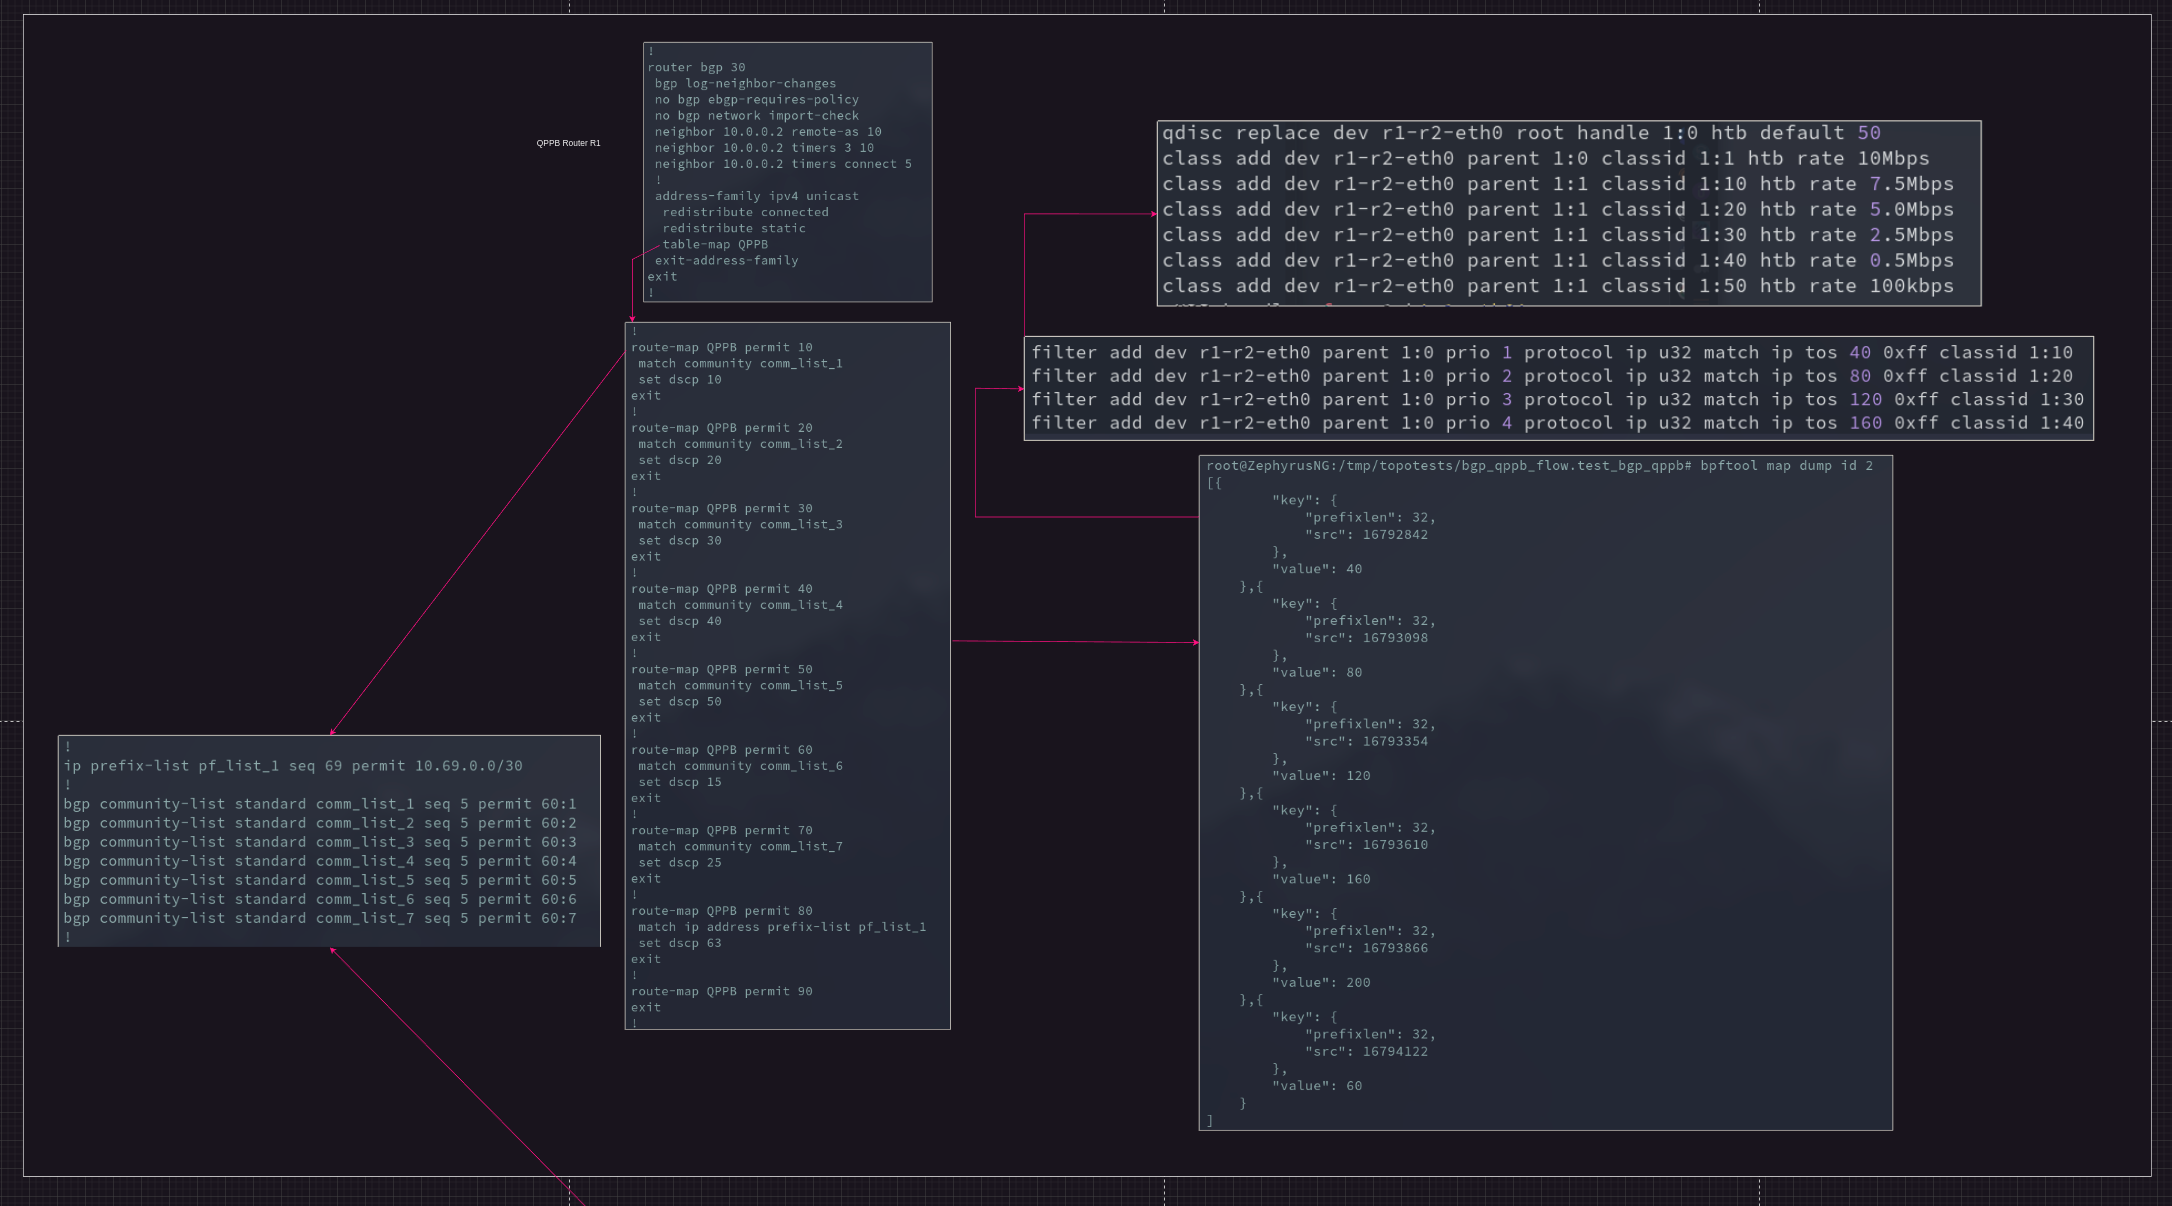 QPPB Router R1
!
router bgp 30
 bgp log-neighbor-changes
 no bgp ebgp-requires-policy
 no bgp network import-check
 neighbor 10.0.0.2 remote-as 10
 neighbor 10.0.0.2 timers 3 10
 neighbor 10.0.0.2 timers connect 5
 !
 address-family ipv4 unicast
  redistribute connected
  redistribute static
  table-map QPPB
 exit-address-family
exit
!
!
route-map QPPB permit 10
 match community comm_list_1
 set dscp 10
exit
!
route-map QPPB permit 20
 match community comm_list_2
 set dscp 20
exit
!
route-map QPPB permit 30
 match community comm_list_3
 set dscp 30
exit
!
route-map QPPB permit 40
 match community comm_list_4
 set dscp 40
exit
!
route-map QPPB permit 50
 match community comm_list_5
 set dscp 50
exit
!
route-map QPPB permit 60
 match community comm_list_6
 set dscp 15
exit
!
route-map QPPB permit 70
 match community comm_list_7
 set dscp 25
exit
!
route-map QPPB permit 80
 match ip address prefix-list pf_list_1
 set dscp 63
exit
!
route-map QPPB permit 90
exit
!
!
ip prefix-list pf_list_1 seq 69 permit 10.69.0.0/30
!
bgp community-list standard comm_list_1 seq 5 permit 60:1
bgp community-list standard comm_list_2 seq 5 permit 60:2
bgp community-list standard comm_list_3 seq 5 permit 60:3
bgp community-list standard comm_list_4 seq 5 permit 60:4
bgp community-list standard comm_list_5 seq 5 permit 60:5
bgp community-list standard comm_list_6 seq 5 permit 60:6
bgp community-list standard comm_list_7 seq 5 permit 60:7
!
qdisc replace dev r1-r2-eth0 root handle 1:0 htb default 50
class add dev r1-r2-eth0 parent 1:0 classid 1:1 htb rate 10Mbps
class add dev r1-r2-eth0 parent 1:1 classid 1:10 htb rate 7.5Mbps
class add dev r1-r2-eth0 parent 1:1 classid 1:20 htb rate 5.0Mbps
class add dev r1-r2-eth0 parent 1:1 classid 1:30 htb rate 2.5Mbps
class add dev r1-r2-eth0 parent 1:1 classid 1:40 htb rate 0.5Mbps
class add dev r1-r2-eth0 parent 1:1 classid 1:50 htb rate 100kbps
filter add dev r1-r2-eth0 parent 1:0 prio 1 protocol ip u32 match ip tos 40 0xff classid 1:10
filter add dev r1-r2-eth0 parent 1:0 prio 2 protocol ip u32 match ip tos 80 0xff classid 1:20
filter add dev r1-r2-eth0 parent 1:0 prio 3 protocol ip u32 match ip tos 120 0xff classid 1:30
filter add dev r1-r2-eth0 parent 1:0 prio 4 protocol ip u32 match ip tos 160 0xff classid 1:40
root@ZephyrusNG:/tmp/topotests/bgp_qppb_flow.test_bgp_qppb# bpftool map dump id 2
[{
        "key": {
            "prefixlen": 32,
            "src": 16792842
        },
        "value": 40
    },{
        "key": {
            "prefixlen": 32,
            "src": 16793098
        },
        "value": 80
    },{
        "key": {
            "prefixlen": 32,
            "src": 16793354
        },
        "value": 120
    },{
        "key": {
            "prefixlen": 32,
            "src": 16793610
        },
        "value": 160
    },{
        "key": {
            "prefixlen": 32,
            "src": 16793866
        },
        "value": 200
    },{
        "key": {
            "prefixlen": 32,
            "src": 16794122
        },
        "value": 60
    }
]